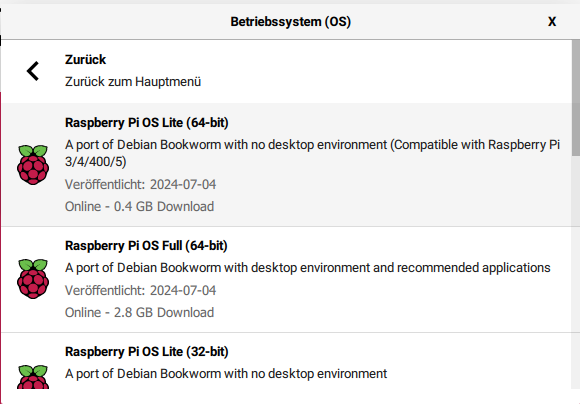 Betriebssystem (OS)
X
Zurück
Zurück zum Hauptmenü
Raspberry Pi OS Lite (64-bit)
A port of Debian Bookworm with no desktop environment (Compatible with Raspberry Pi
3/4/400/5)
Veröffentlicht: 2024-07-04
Online - 0.4 GB Download
Raspberry Pi OS Full (64-bit)
A port of Debian Bookworm with desktop environment and recommended applications
Veröffentlicht: 2024-07-04
Online - 2.8 GB Download
Raspberry Pi OS Lite (32-bit)
A port of Debian Bookworm with no desktop environment